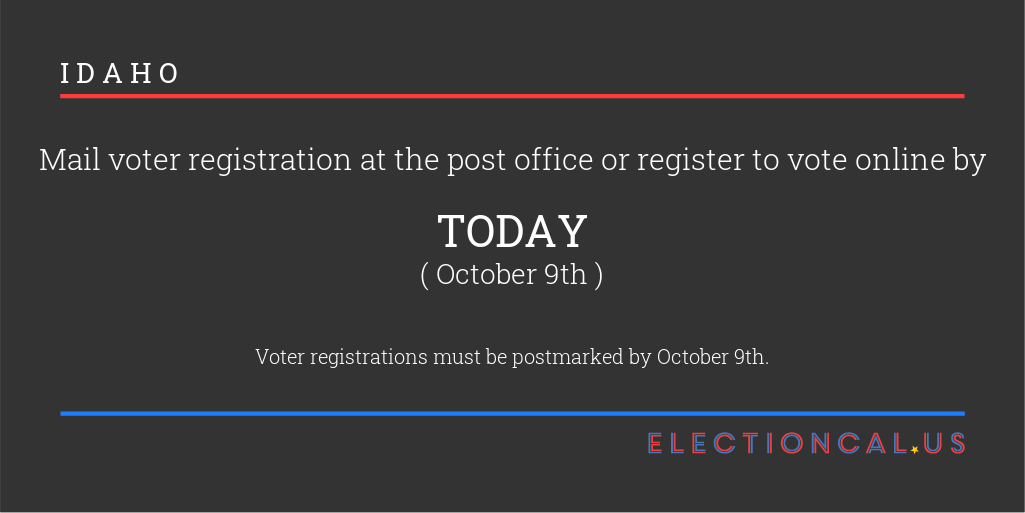 IDAHO
Mail voter registration at the post office or register to vote online by
TODAY
( October 9th )
Voter registrations must be postmarked by October 9th.
ELECTIONCAL.US